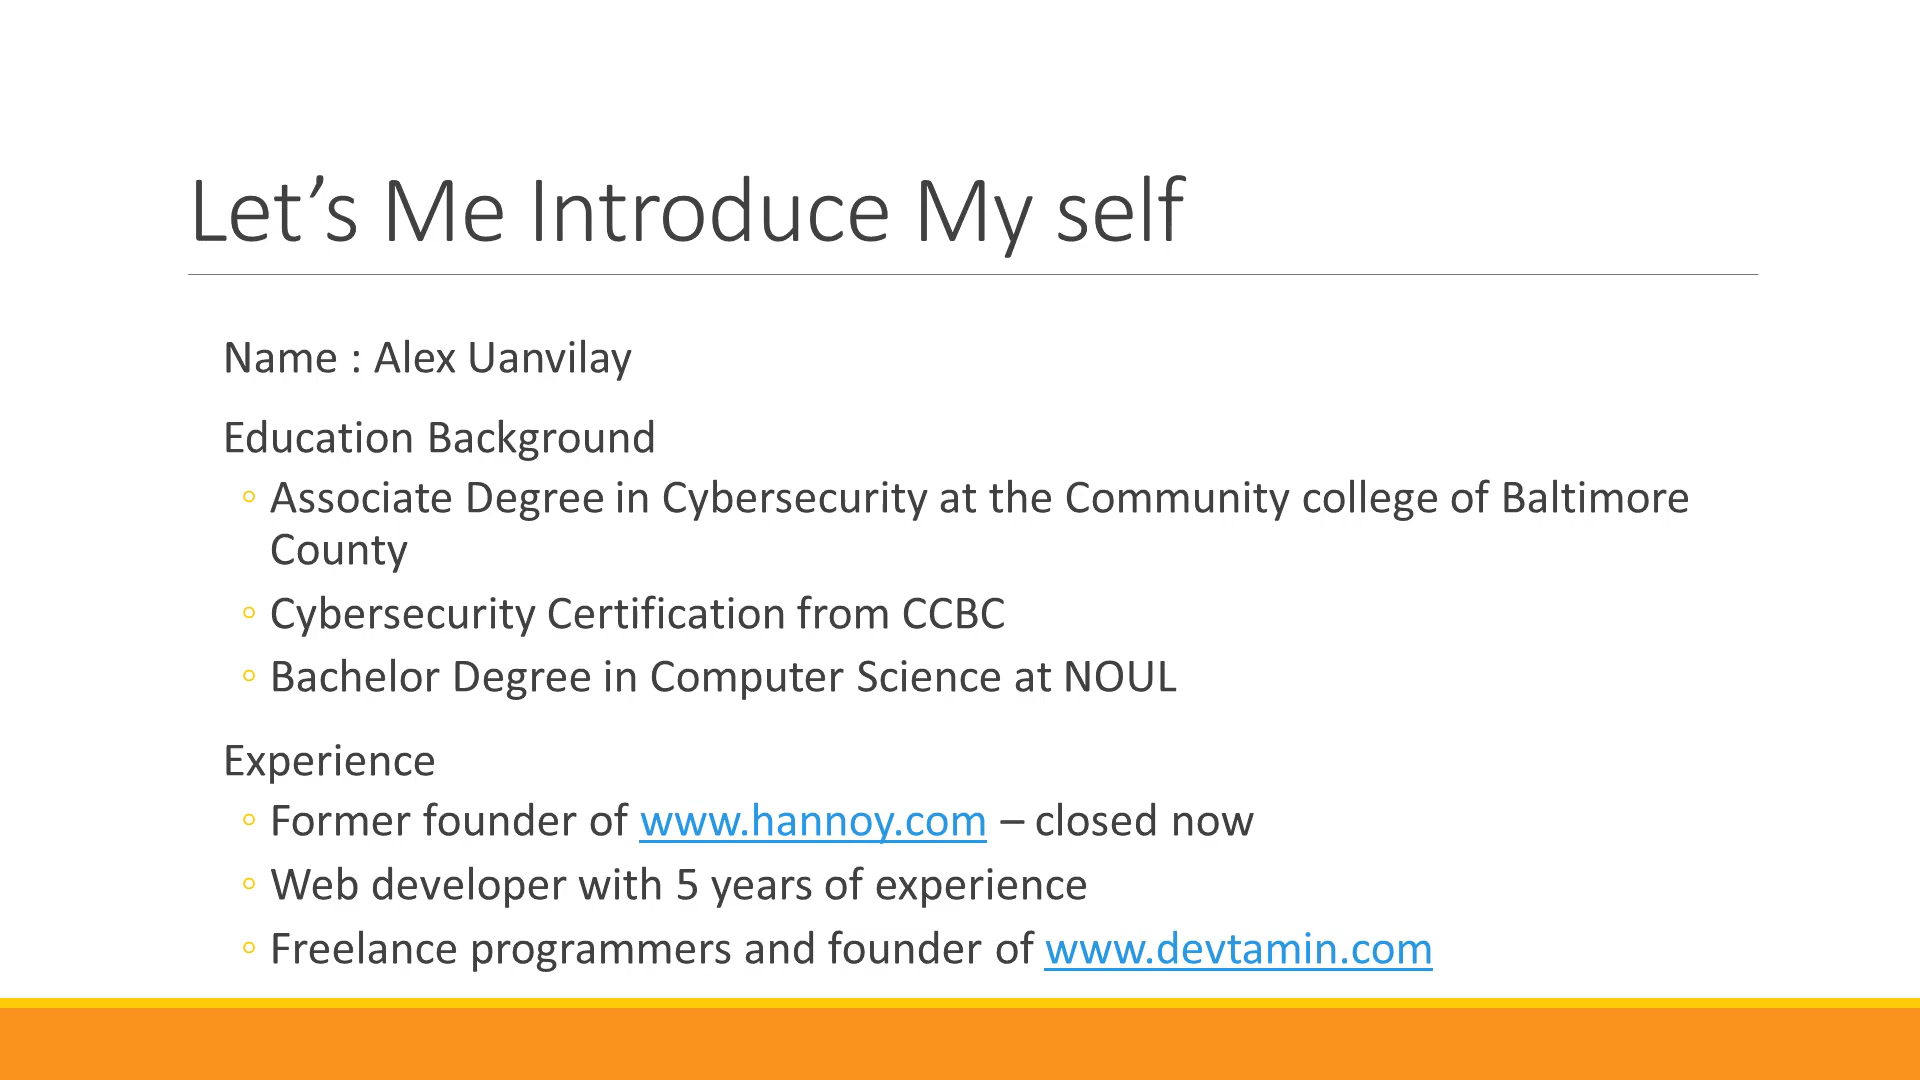 Let’s Me Introduce My self
Name : Alex Uanvilay
Education Background
◦ Associate Degree in Cybersecurity at the Community college of Baltimore
County
◦ Cybersecurity Certification from CCBC
◦ Bachelor Degree in Computer Science at NOUL
Experience
◦ Former founder of www.hannoy.com – closed now
◦ Web developer with 5 years of experience
◦ Freelance programmers and founder of www.devtamin.com